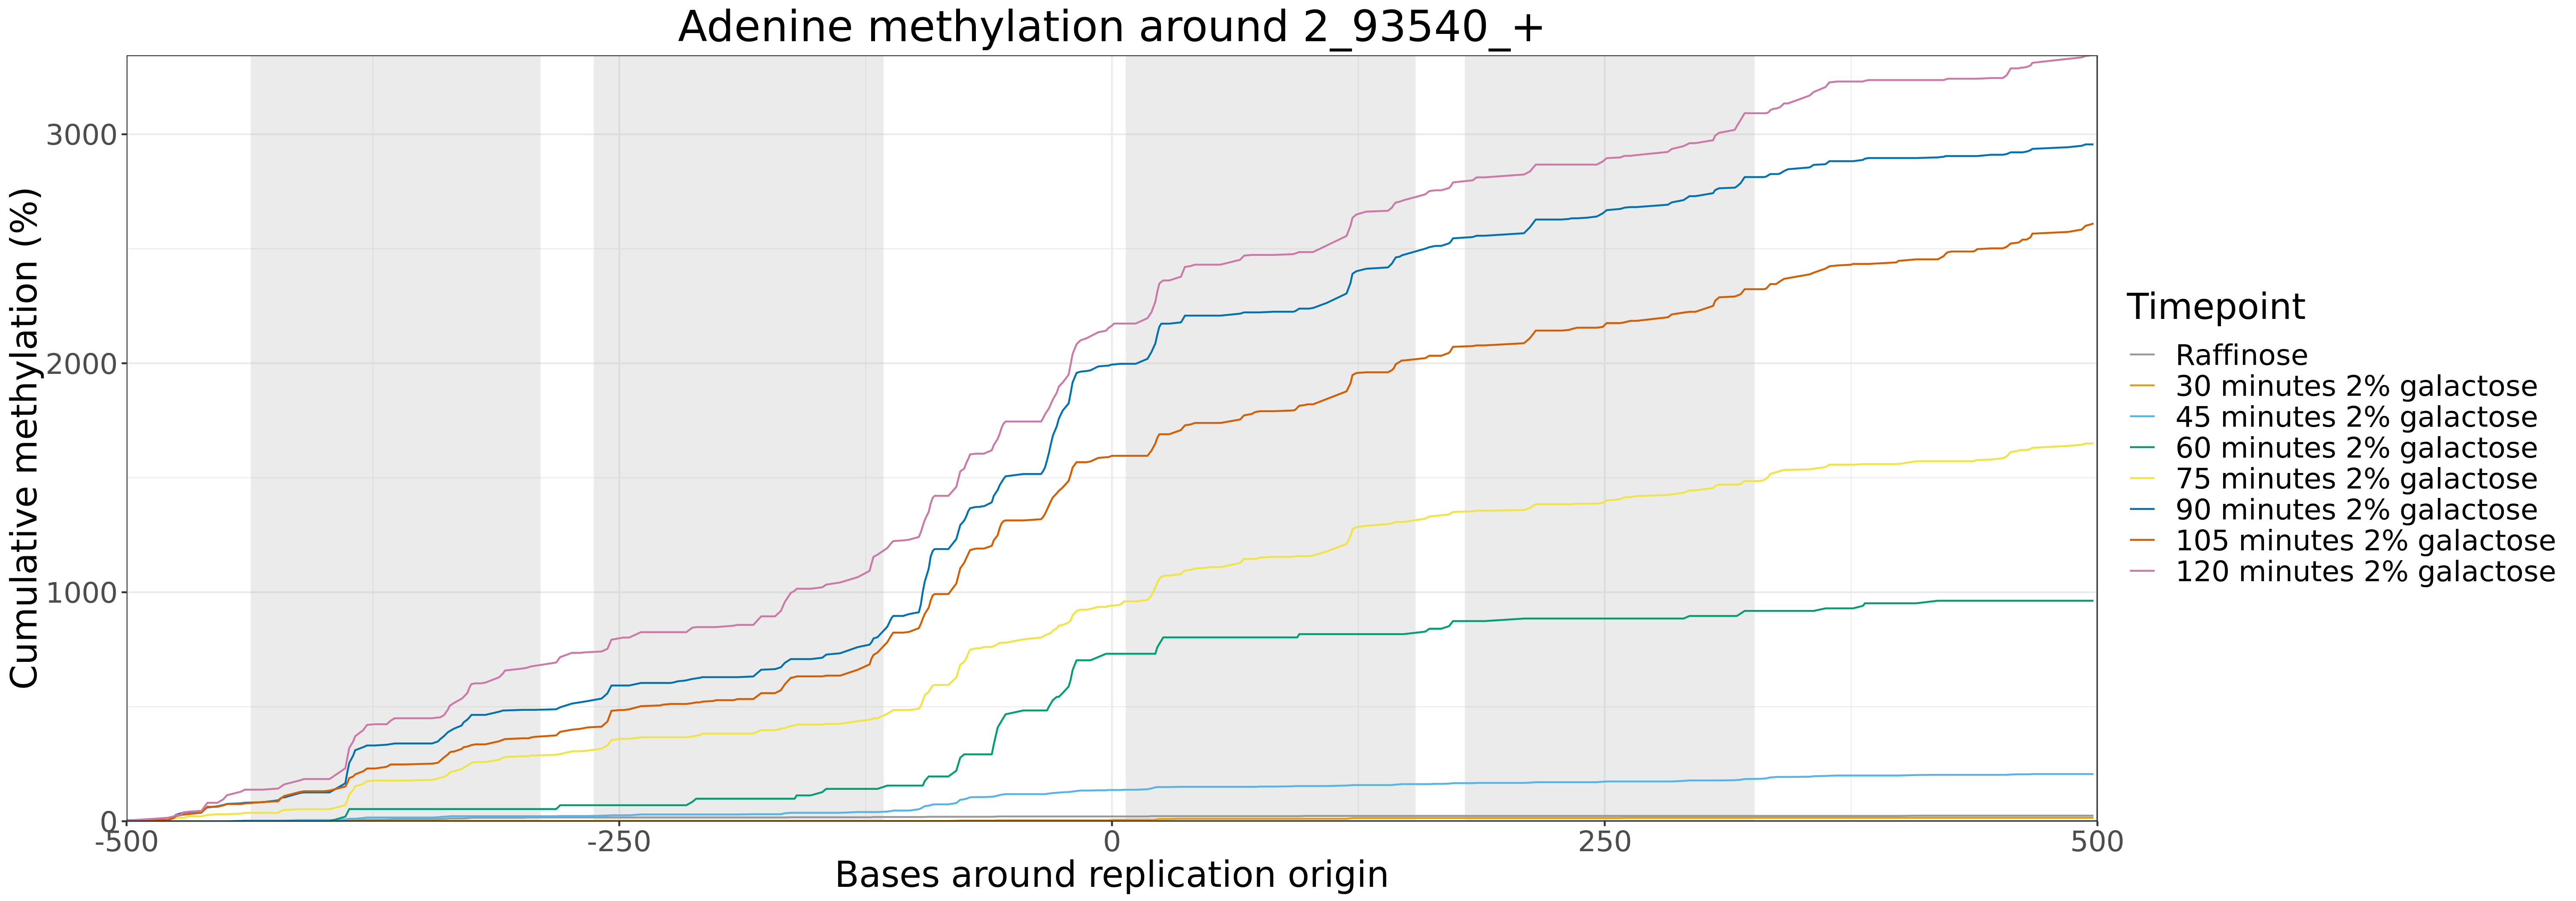 Adenine methylation around 2_93540_+
Cumulative methylation (%)
3000
2000
1000
0
-500
-250
0
250
500
Bases around replication origin
Timepoint
Raffinose
30 minutes 2% galactose
45 minutes 2% galactose
60 minutes 2% galactose
75 minutes 2% galactose
90 minutes 2% galactose
105 minutes 2% galactose
120 minutes 2% galactose